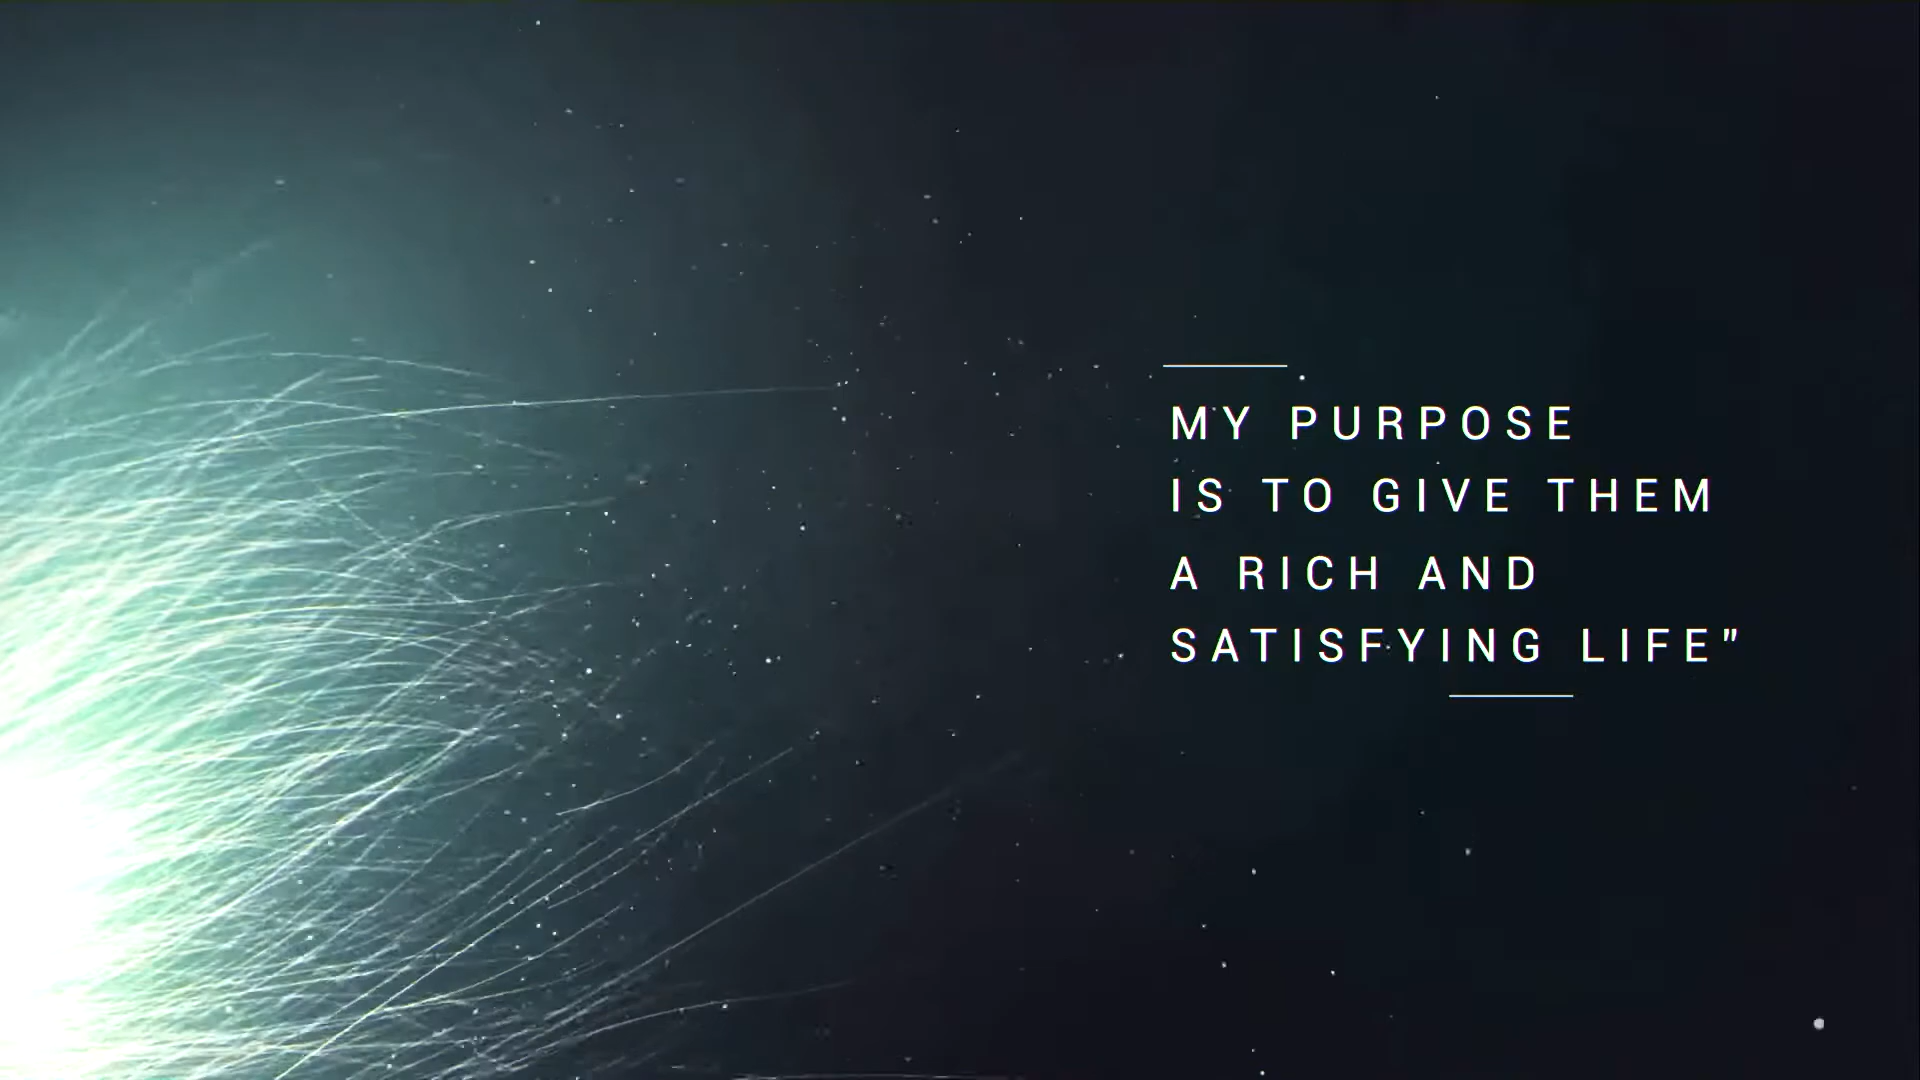 MY PURPOSE
IS TO GIVE THEM
A RICH AND
SATISFYING LIFE"